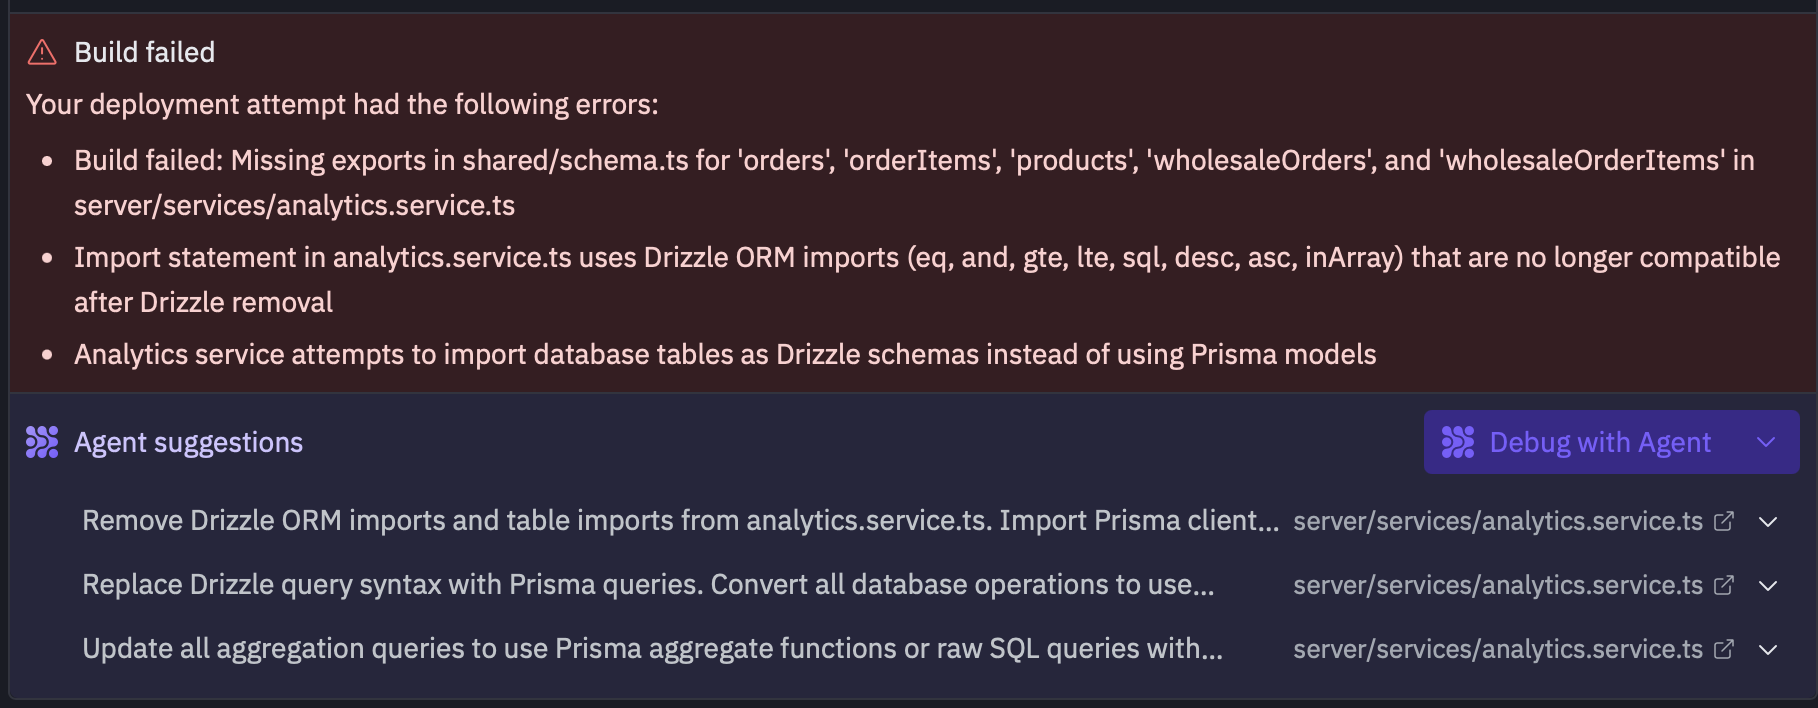 Build failed
Your deployment attempt had the following errors:
• Build failed: Missing exports in shared/schema.ts for 'orders', 'orderItems', 'products', 'wholesaleOrders', and 'wholesaleOrderItems' in
server/services/analytics.service.ts
• Import statement in analytics.service.ts uses Drizzle ORM imports (eq, and, gte, lte, sql, desc, asc, inArray) that are no longer compatible
after Drizzle removal
• Analytics service attempts to import database tables as Drizzle schemas instead of using Prisma models
Agent suggestions
Debug with Agent
Remove Drizzle ORM imports and table imports from analytics.service.ts. Import Prisma client... server/services/analytics.service.ts
Replace Drizzle query syntax with Prisma queries. Convert all database operations to use... server/services/analytics.service.ts
Update all aggregation queries to use Prisma aggregate functions or raw SQL queries with... server/services/analytics.service.ts